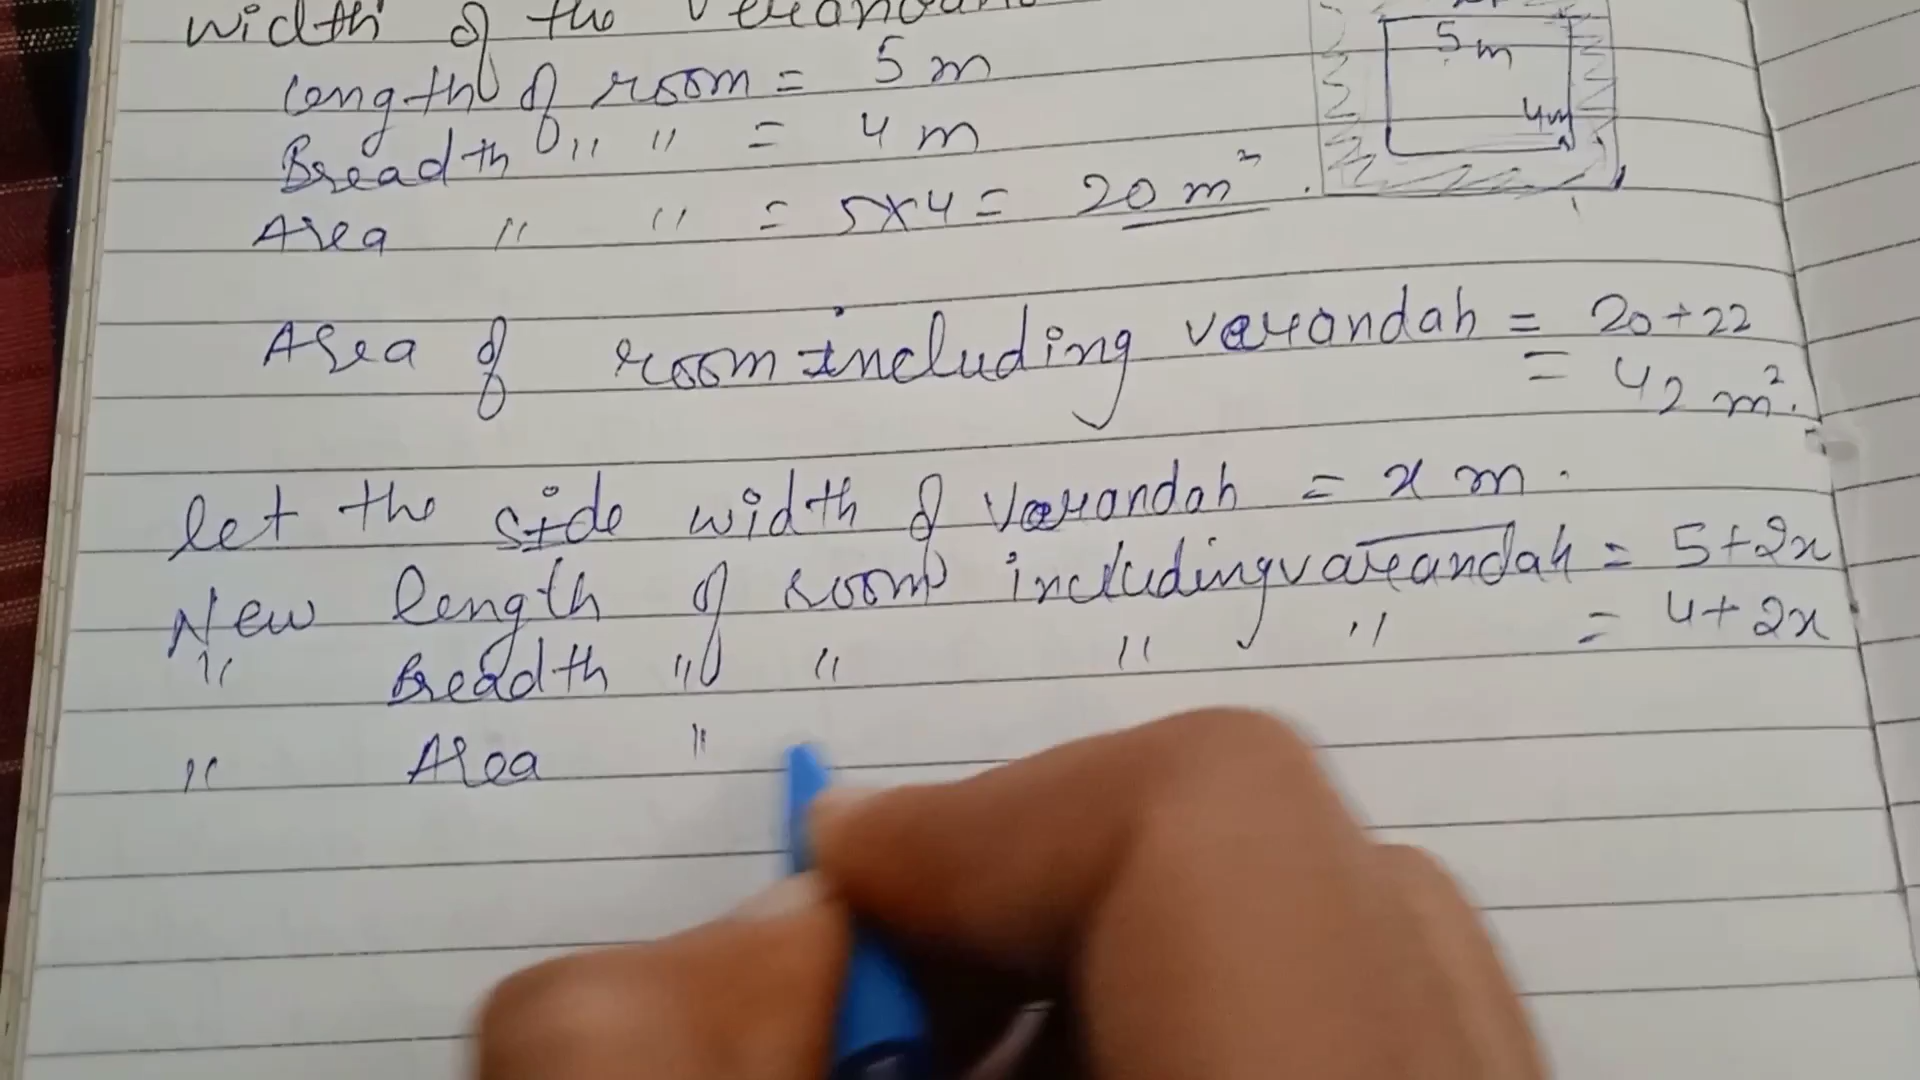 width of the
5 m
4m
length of room = 5 m
Breadth " " = 4 m
Area " " = 5×4 = 20 m²
Area of room including verandah = 20+22
= 42 m².
let the side width of Verandah = x m.
New length of room including vareandah = 5+2x
" Breadth " " " " = 4+2x
" Area "